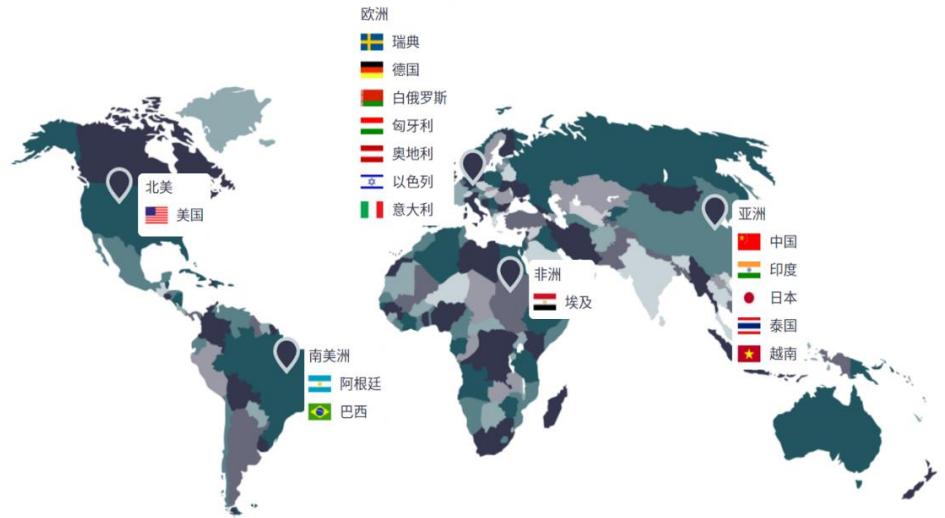 欧洲
瑞典
德国
白俄罗斯
匈牙利
奥地利
以色列
意大利
北美
美国
亚洲
中国
印度
日本
泰国
越南
非洲
埃及
南美洲
阿根廷
巴西